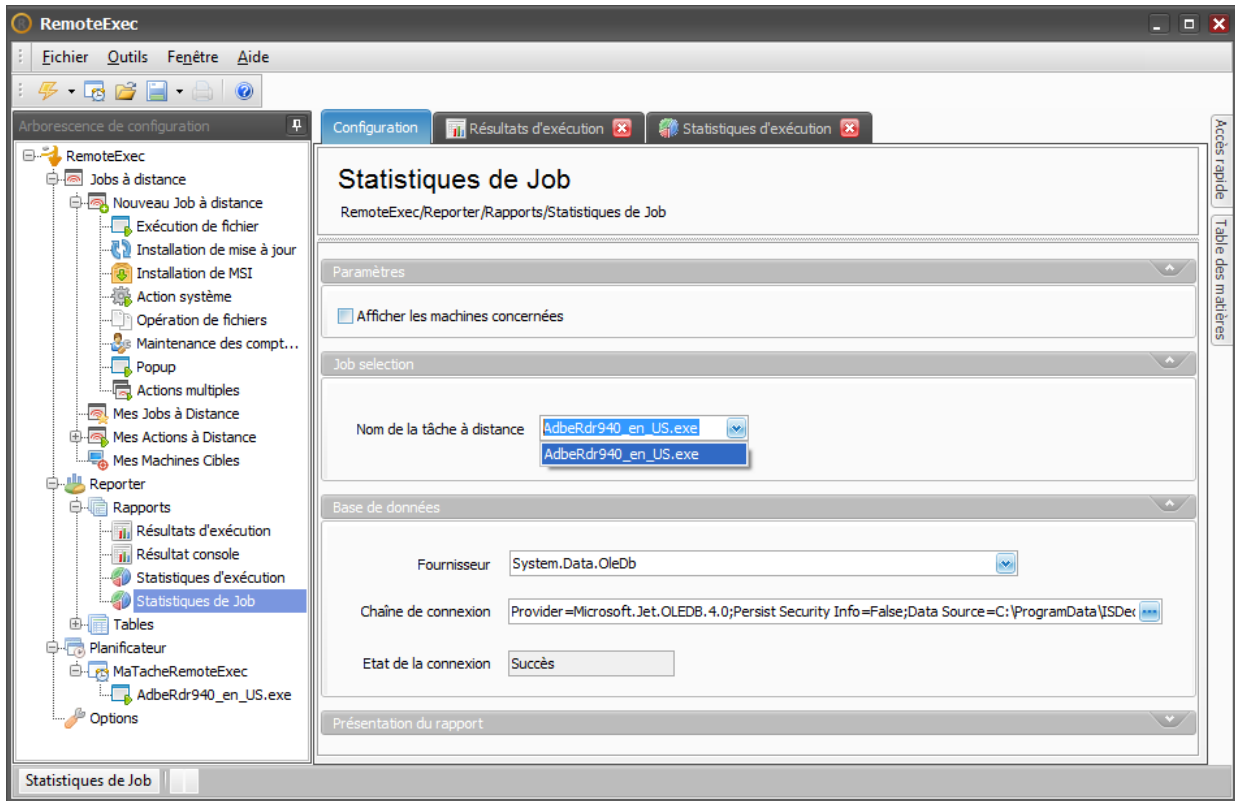 RemoteExec
Fichier Outils Fenêtre Aide
Arborescence de configuration
RemoteExec
Jobs à distance
Nouveau Job à distance
Exécution de fichier
Installation de mise à jour
Installation de MSI
Action système
Opération de fichiers
Maintenance des compt...
Popup
Actions multiples
Mes Jobs à Distance
Mes Actions à Distance
Mes Machines Cibles
Reporter
Rapports
Résultats d'exécution
Résultat console
Statistiques d'exécution
Statistiques de Job
Tables
Planificateur
MaTacheRemoteExec
AdbeRdr940_en_US.exe
Options
Configuration
Résultats d'exécution
Statistiques d'exécution
Statistiques de Job
RemoteExec/Reporter/Rapports/Statistiques de Job
Paramètres
Afficher les machines concernées
Job selection
Nom de la tâche à distance AdbeRdr940_en_US.exe
AdbeRdr940_en_US.exe
Base de données
Fournisseur System.Data.OleDb
Chaîne de connexion Provider=Microsoft.Jet.OLEDB.4.0;Persist Security Info=False;Data Source=C:\ProgramData\ISDec
Etat de la connexion Succès
Présentation du rapport
Accès rapide
Table des matières
Statistiques de Job